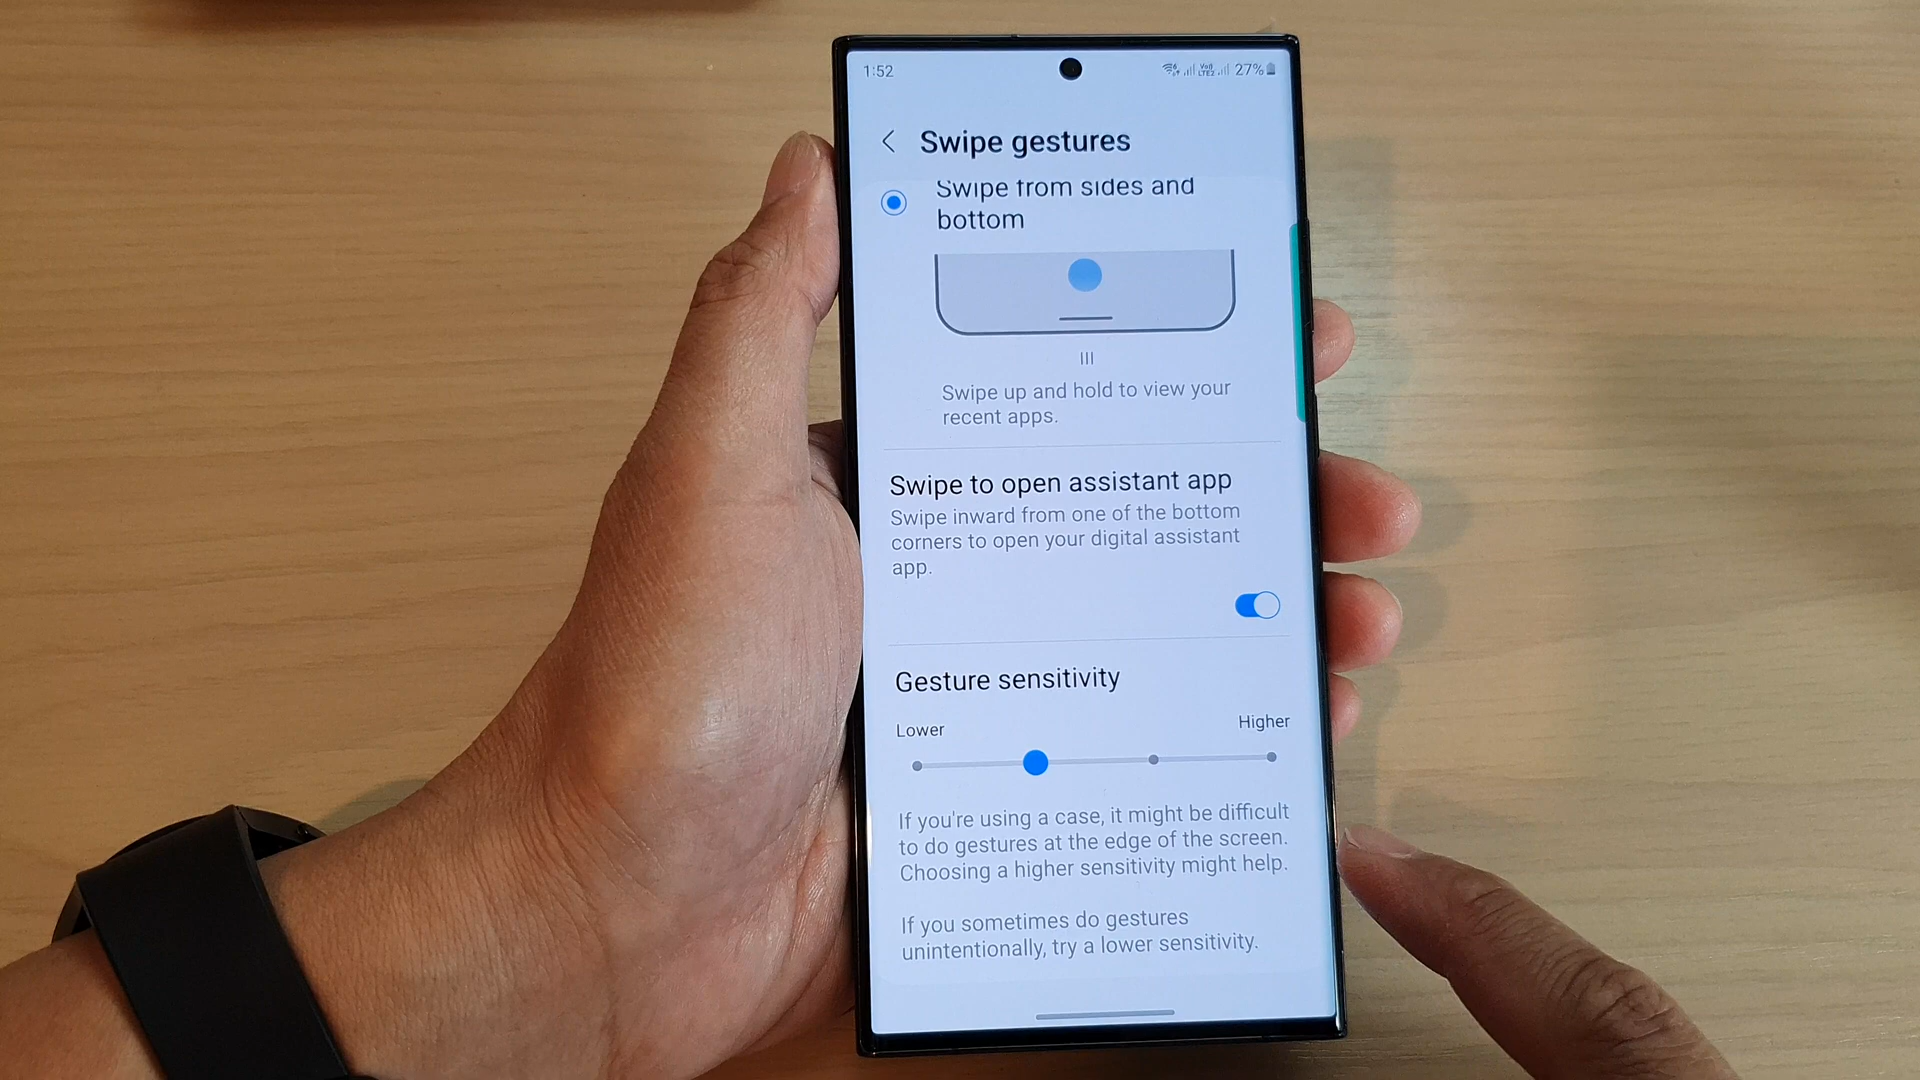 1:52
27%
Swipe gestures
Swipe from sides and
bottom
Swipe up and hold to view your
recent apps.
Swipe to open assistant app
Swipe inward from one of the bottom
corners to open your digital assistant
app.
Gesture sensitivity
Lower
Higher
If you're using a case, it might be difficult
to do gestures at the edge of the screen.
Choosing a higher sensitivity might help.
If you sometimes do gestures
unintentionally, try a lower sensitivity.